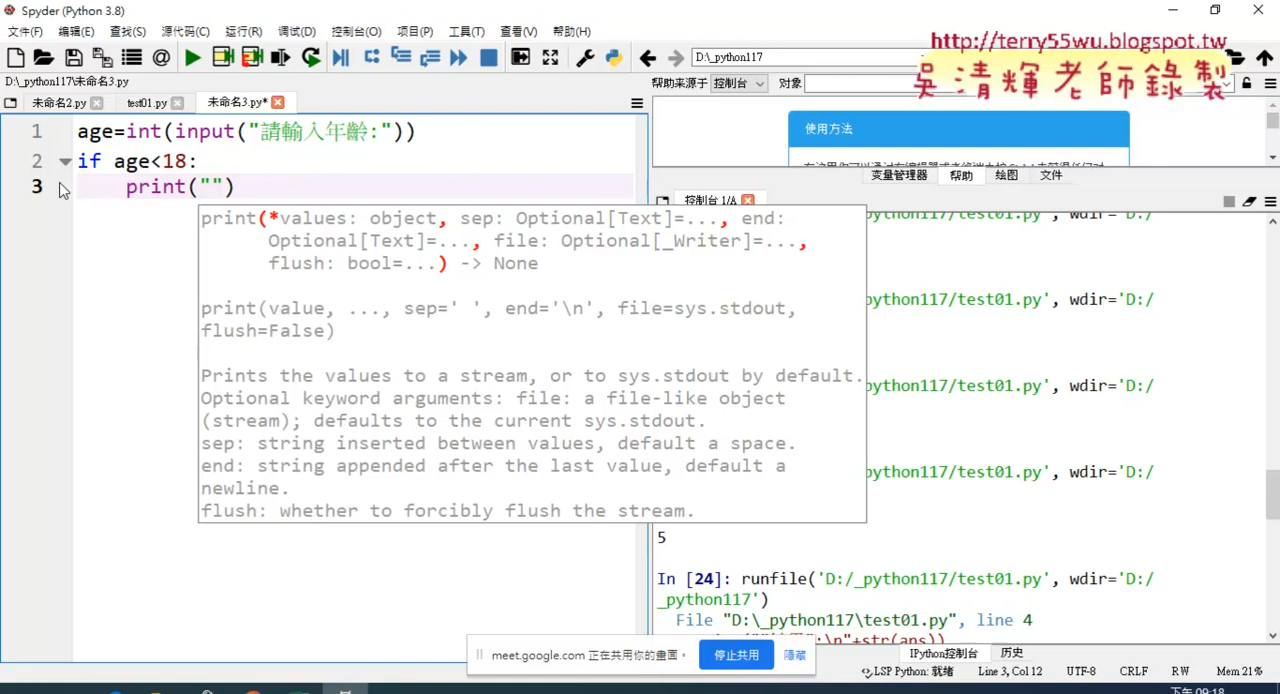 Spyder (Python 3.8)
文件(F) 编辑(E) 查找(S) 源代码(C) 运行(R) 调试(D) 控制台(O) 项目(P) 工具(T) 查看(V) 帮助(H)
D:\_python117
http://terry55wu.blogspot.tw
吳清輝老師錄製
D:\_python117\未命名3.py
帮助来源于 控制台 对象
未命名2.py test01.py 未命名3.py*
使用方法
变量管理器 帮助 绘图 文件
控制台 1/A
1 age=int(input("請輸入年齡:"))
2 if age<18:
3 print("")
print(*values: object, sep: Optional[Text]=..., end:
Optional[Text]=..., file: Optional[_Writer]=...,
flush: bool=...) -> None
print(value, ..., sep=' ', end='\n', file=sys.stdout,
flush=False)
Prints the values to a stream, or to sys.stdout by default.
Optional keyword arguments: file: a file-like object
(stream); defaults to the current sys.stdout.
sep: string inserted between values, default a space.
end: string appended after the last value, default a
newline.
flush: whether to forcibly flush the stream.
python117/test01.py', wdir='D:/
python117/test01.py', wdir='D:/
python117/test01.py', wdir='D:/
5
In [24]: runfile('D:/_python117/test01.py', wdir='D:/
_python117')
File "D:\_python117\test01.py", line 4
meet.google.com 正在共用你的畫面。 停止共用 隱藏
IPython控制台 历史
LSP Python: 就绪 Line 3, Col 12 UTF-8 CRLF RW Mem 21%
下午 09:18